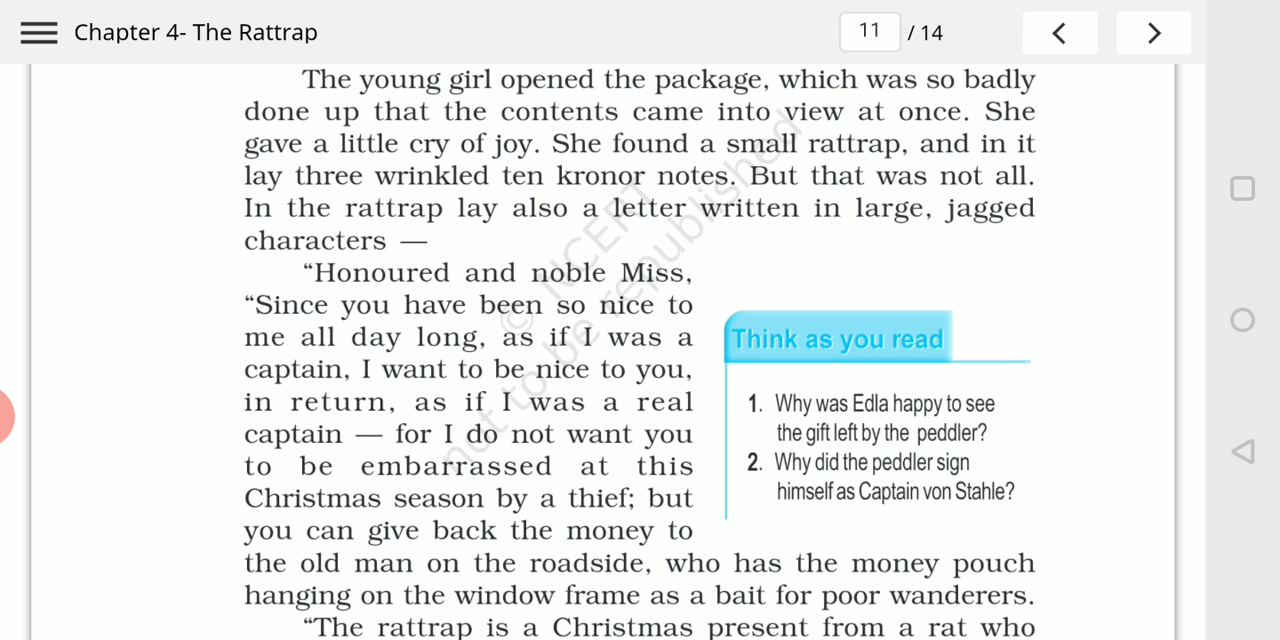 Chapter 4- The Rattrap
11 / 14
The young girl opened the package, which was so badly
done up that the contents came into view at once. She
gave a little cry of joy. She found a small rattrap, and in it
lay three wrinkled ten kronor notes. But that was not all.
In the rattrap lay also a letter written in large, jagged
characters —
“Honoured and noble Miss,
“Since you have been so nice to
me all day long, as if I was a
captain, I want to be nice to you,
in return, as if I was a real
captain — for I do not want you
to be embarrassed at this
Christmas season by a thief; but
you can give back the money to
the old man on the roadside, who has the money pouch
hanging on the window frame as a bait for poor wanderers.
“The rattrap is a Christmas present from a rat who
Think as you read
1. Why was Edla happy to see
the gift left by the peddler?
2. Why did the peddler sign
himself as Captain von Stahle?
© NCERT
not to be republished